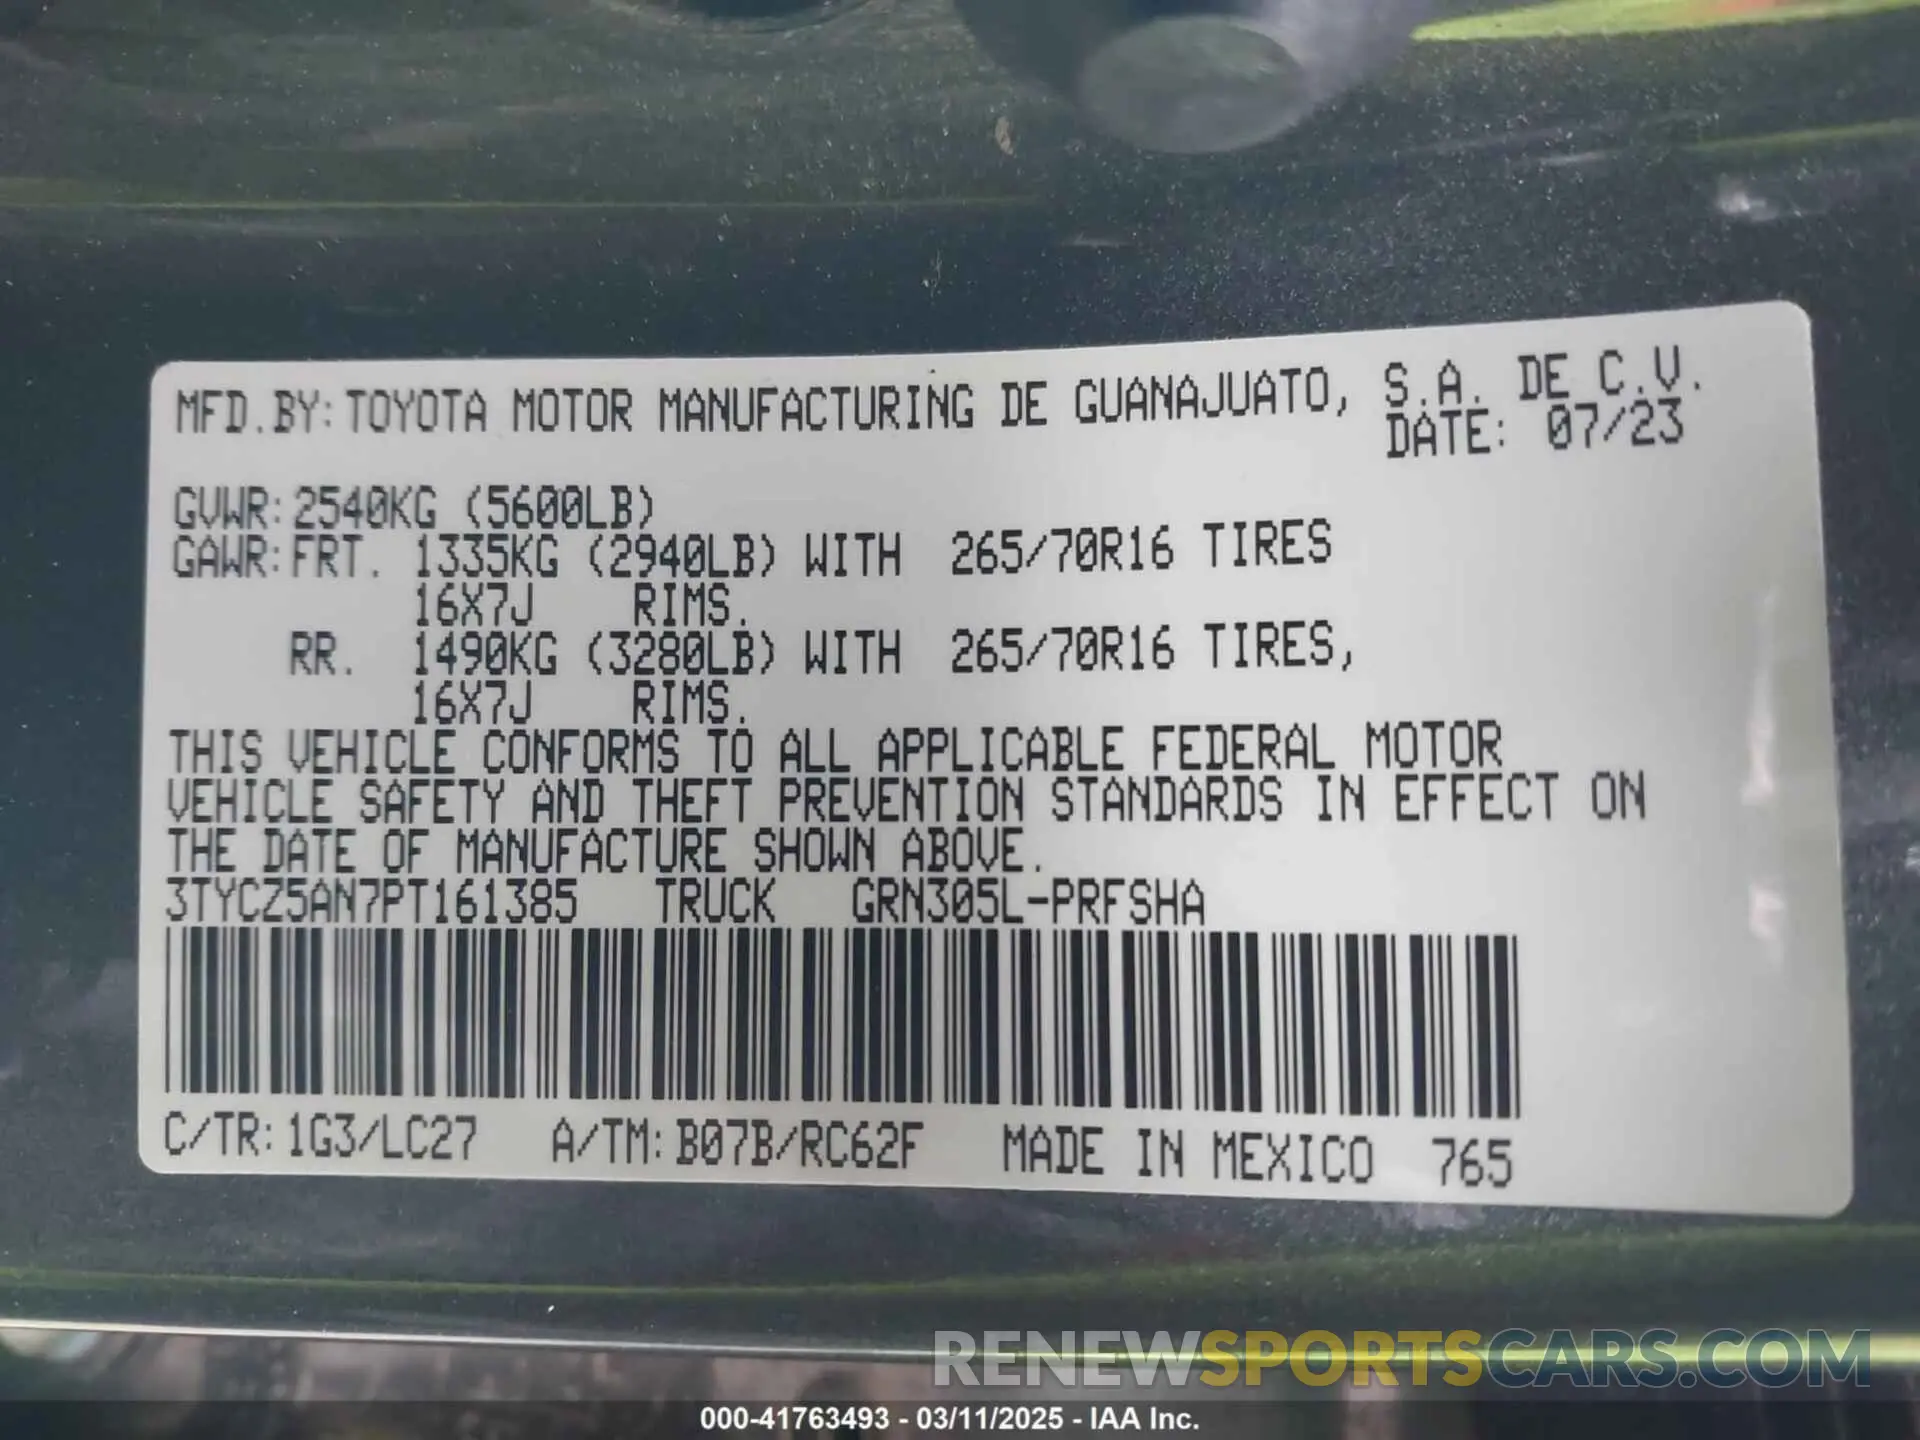 MFD.BY:TOYOTA MOTOR MANUFACTURING DE GUANAJUATO, S.A. DE C.V.
DATE: 07/23
GVWR:2540KG (5600LB)
GAWR:FRT. 1335KG (2940LB) WITH 265/70R16 TIRES
16X7J RIMS.
RR. 1490KG (3280LB) WITH 265/70R16 TIRES,
16X7J RIMS.
THIS VEHICLE CONFORMS TO ALL APPLICABLE FEDERAL MOTOR
VEHICLE SAFETY AND THEFT PREVENTION STANDARDS IN EFFECT ON
THE DATE OF MANUFACTURE SHOWN ABOVE.
3TYCZ5AN7PT161385 TRUCK GRN305L-PRFSHA
C/TR:1G3/LC27 A/TM:B07B/RC62F MADE IN MEXICO 765
RENEWSPORTSCARS.COM
000-41763493 - 03/11/2025 - IAA Inc.